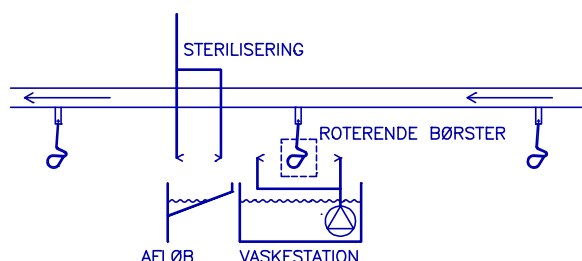 STERILISERING
ROTERENDE BØRSTER
AFLØB
VASKESTATION